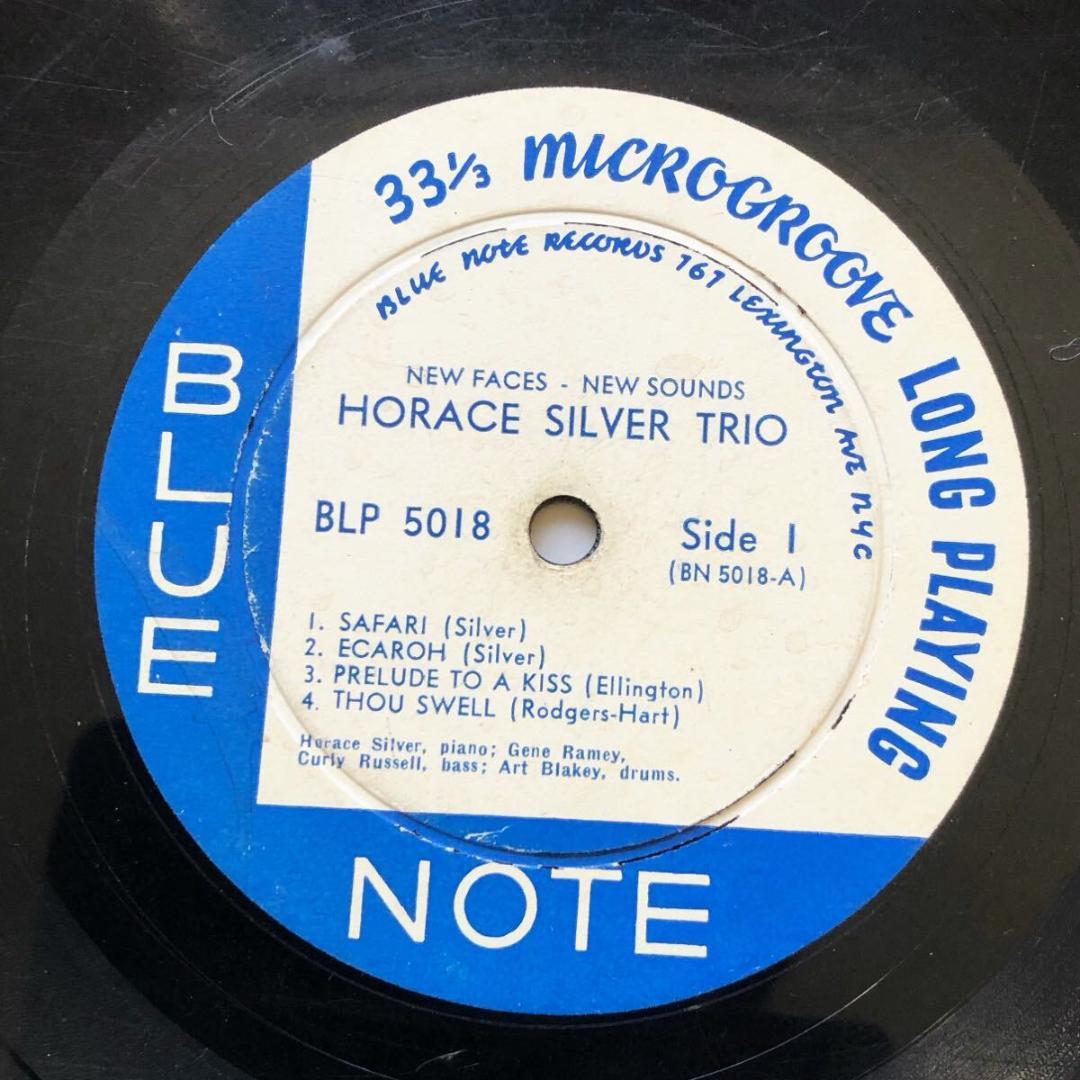 33⅓ MICROGROOVE LONG PLAYING
BLUE NOTE RECORDS 767 LEXINGTON AVE NYC
NEW FACES - NEW SOUNDS
HORACE SILVER TRIO
BLP 5018
Side 1
(BN 5018-A)
1. SAFARI (Silver)
2. ECAROH (Silver)
3. PRELUDE TO A KISS (Ellington)
4. THOU SWELL (Rodgers-Hart)
Horace Silver, piano; Gene Ramey,
Curly Russell, bass; Art Blakey, drums.
BLUE
NOTE